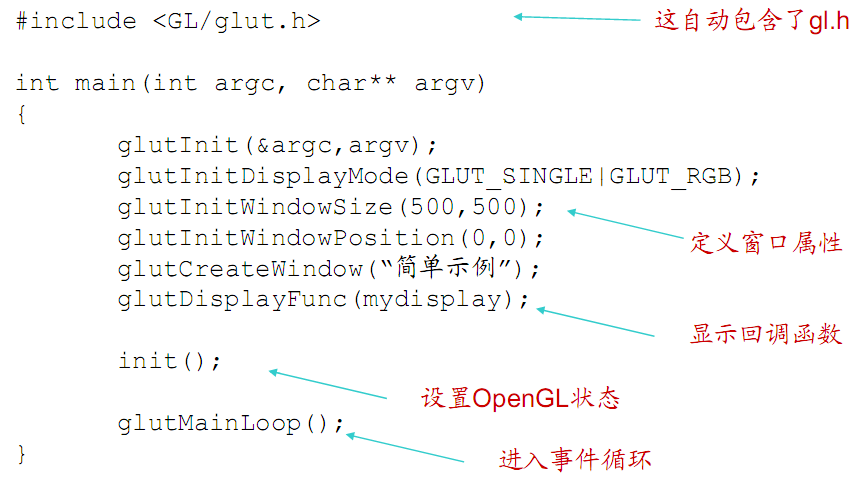 #include <GL/glut.h> 这自动包含了gl.h
int main(int argc, char** argv)
{
glutInit(&argc,argv);
glutInitDisplayMode(GLUT_SINGLE|GLUT_RGB);
glutInitWindowSize(500,500);
glutInitWindowPosition(0,0);
定义窗口属性
glutCreateWindow(“简单示例”);
glutDisplayFunc(mydisplay);
显示回调函数
init();
设置OpenGL状态
glutMainLoop();
}
进入事件循环